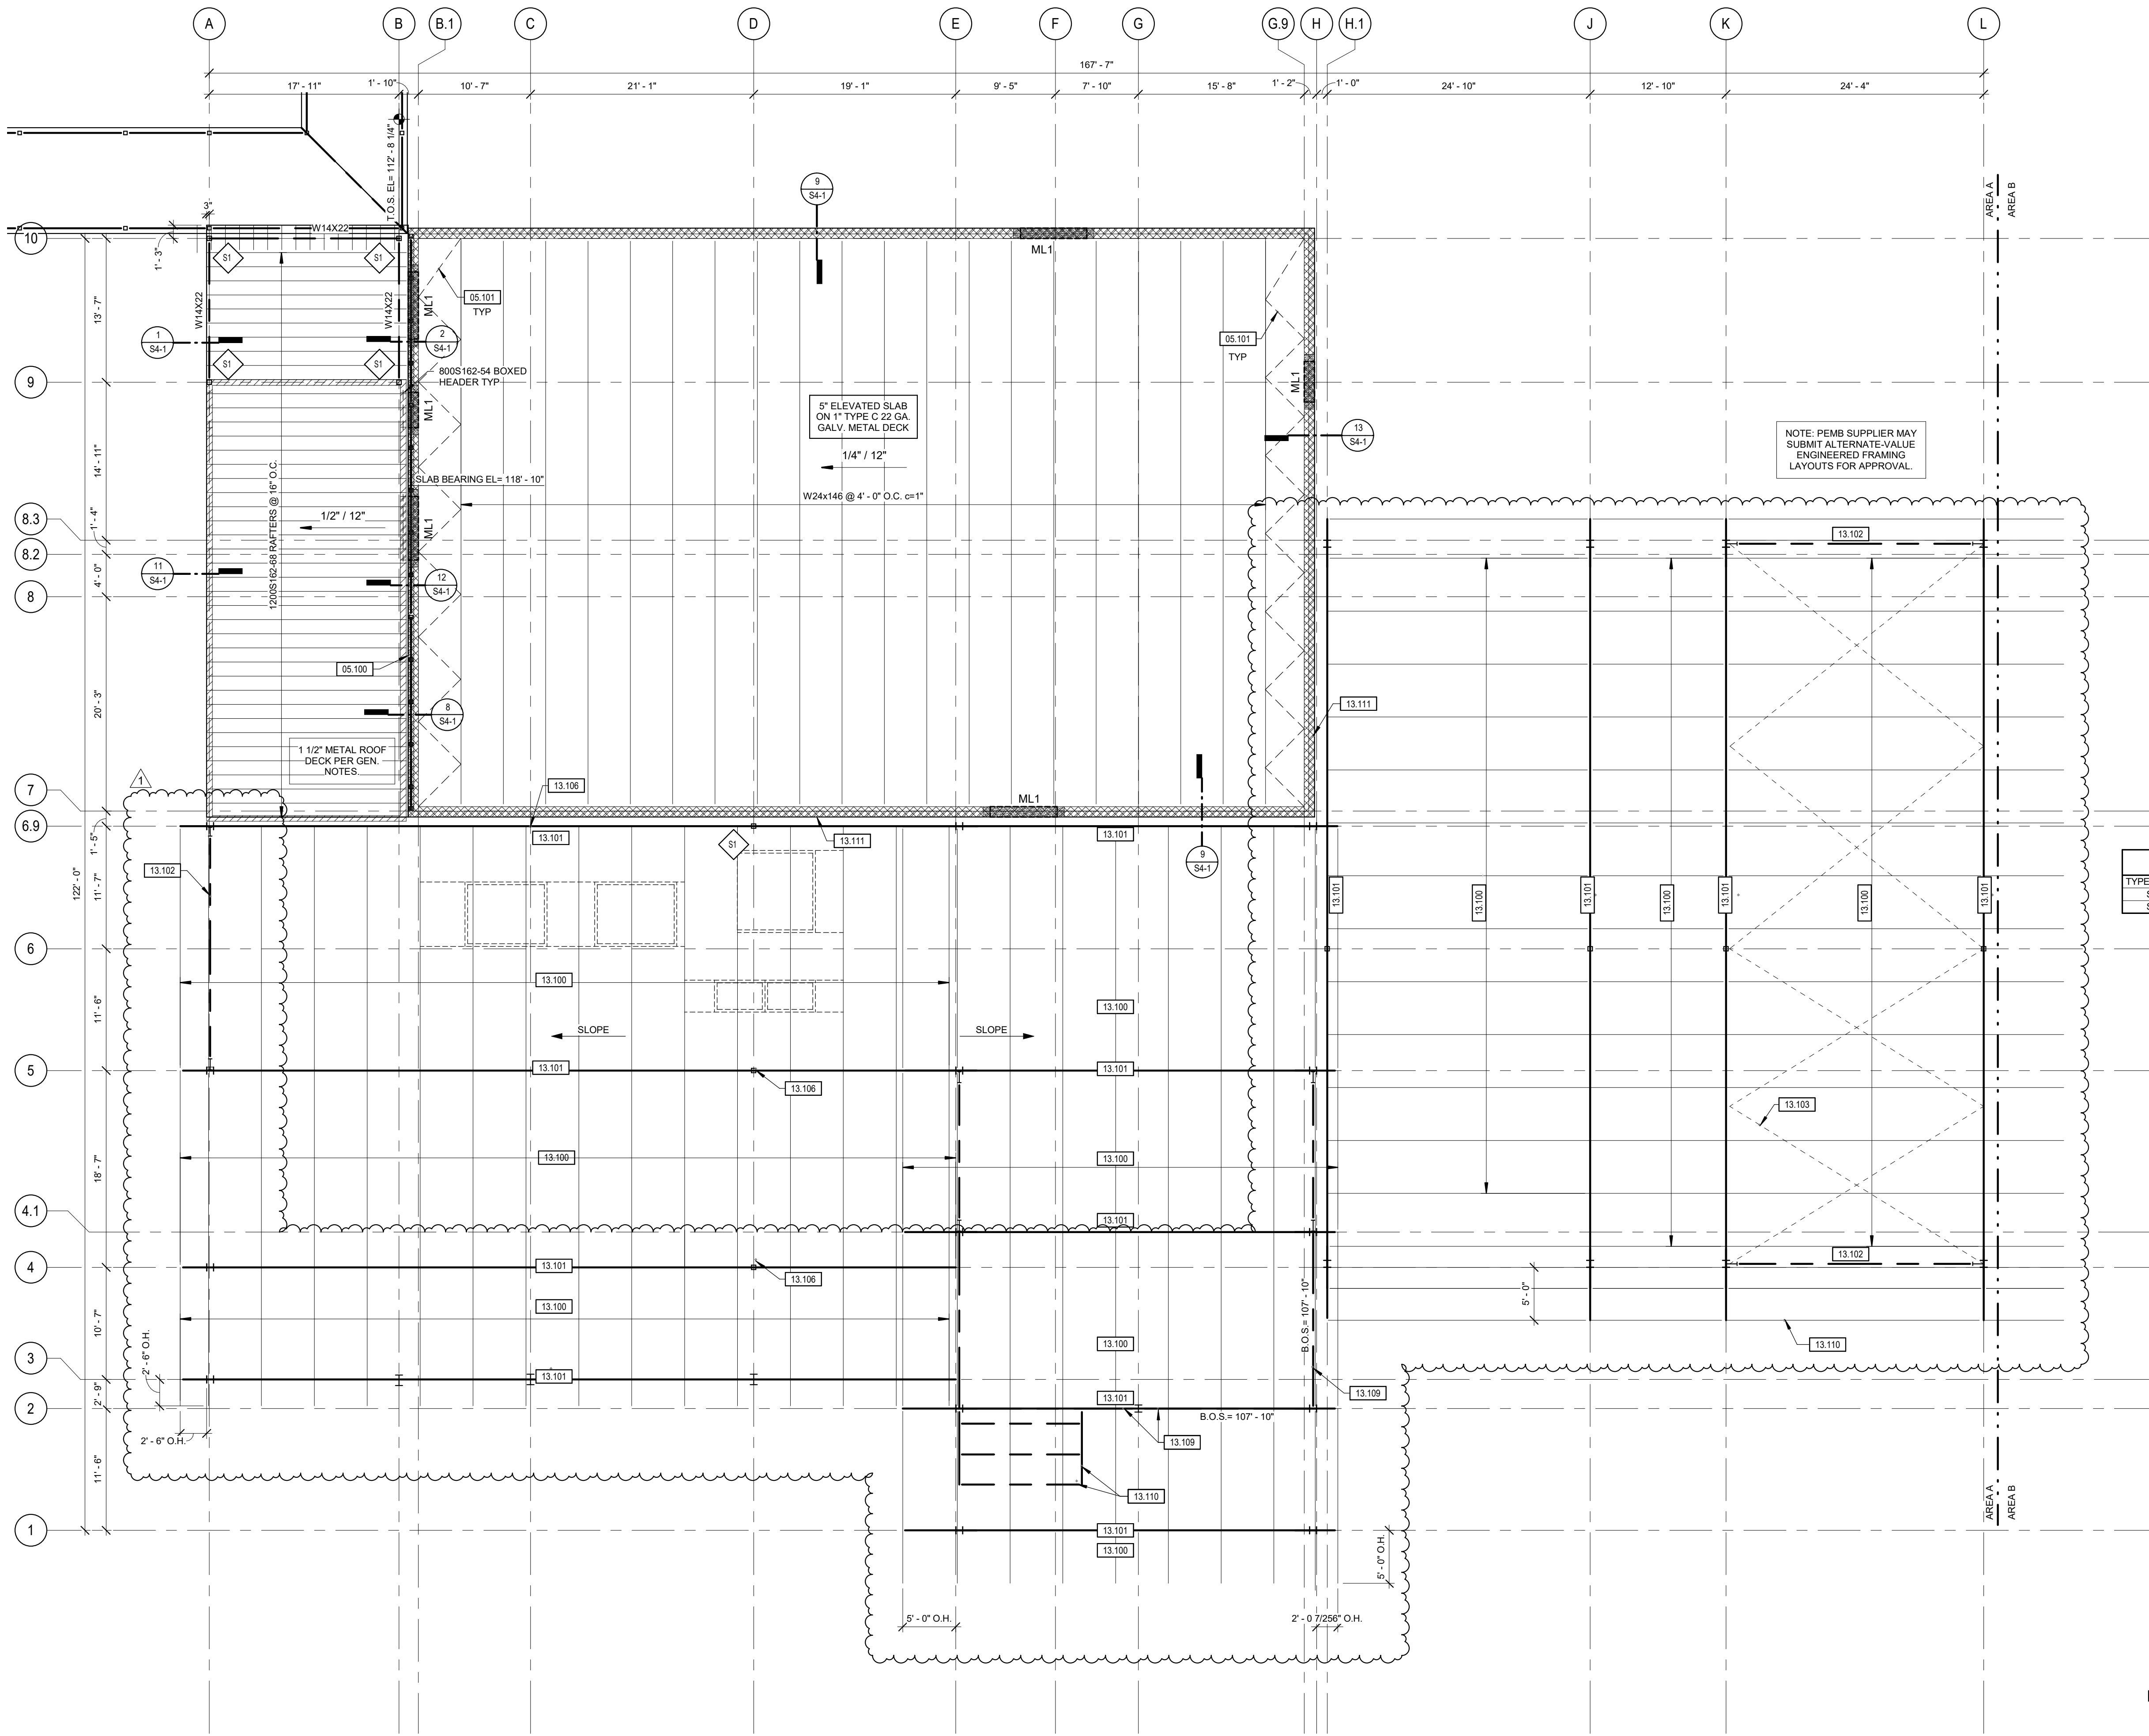 A
B
B.1
C
D
E
F
G
G.9
H
H.1
J
K
L
167' - 7"
17' - 11"
1' - 10"
10' - 7"
21' - 1"
19' - 1"
9' - 5"
7' - 10"
15' - 8"
1' - 2"
1' - 0"
24' - 10"
12' - 10"
24' - 4"
T.O.S. EL= 112' - 8 1/4"
3"
W14X22
10
1' - 3"
S1
S1
9
S4-1
ML1
AREA A
AREA B
05.101
TYP
ML1
W14X22
W14X22
13' - 7"
1
S4-1
2
S4-1
05.101
TYP
S1
S1
800S162-54 BOXED
HEADER TYP
9
ML1
ML1
5" ELEVATED SLAB
ON 1" TYPE C 22 GA.
GALV. METAL DECK
1/4" / 12"
13
S4-1
NOTE: PEMB SUPPLIER MAY
SUBMIT ALTERNATE-VALUE
ENGINEERED FRAMING
LAYOUTS FOR APPROVAL.
14' - 11"
SLAB BEARING EL= 118' - 10"
W24x146 @ 4' - 0" O.C. c=1"
1200S162-68 RAFTERS @ 16" O.C.
1/2" / 12"
ML1
8.3
1' - 4"
8.2
13.102
4' - 0"
11
S4-1
12
S4-1
8
05.100
20' - 3"
8
S4-1
13.111
1 1/2" METAL ROOF
DECK PER GEN.
NOTES.
1
7
13.106
ML1
6.9
1' - 5"
13.101
S1
13.111
13.101
9
S4-1
122' - 0"
11' - 7"
13.102
13.101
13.100
13.101
13.100
13.101
13.100
13.101
TYPE
6
13.100
11' - 6"
13.100
SLOPE
SLOPE
5
13.101
13.101
13.106
13.103
18' - 7"
13.100
13.100
4.1
13.101
4
13.101
13.106
13.102
5' - 0"
B.O.S.= 107' - 10"
13.100
10' - 7"
2' - 6" O.H.
13.100
13.110
3
13.101
2' - 9"
13.109
2
13.101
B.O.S.= 107' - 10"
2' - 6" O.H.
13.109
11' - 6"
13.110
AREA A
AREA B
1
13.101
13.100
5' - 0" O.H.
5' - 0" O.H.
2' - 0 7/256" O.H.